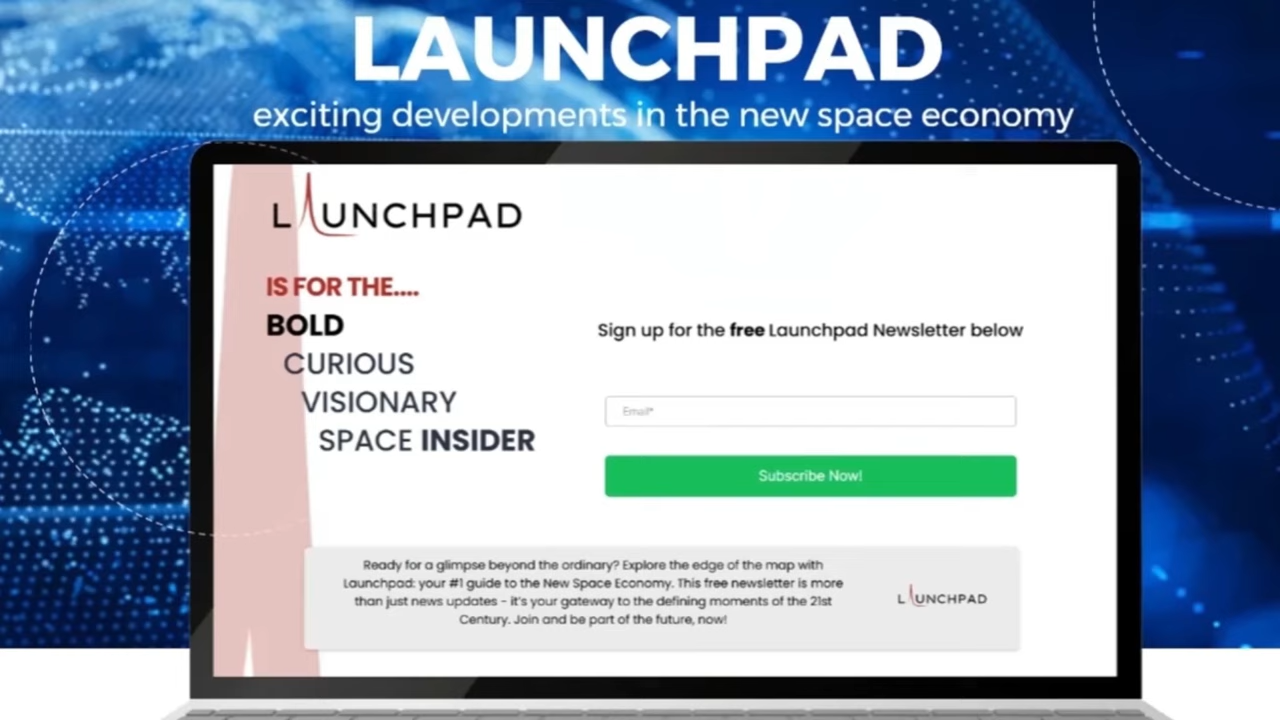 LAUNCHPAD
exciting developments in the new space economy
LAUNCHPAD
IS FOR THE....
BOLD
CURIOUS
VISIONARY
SPACE INSIDER
Sign up for the free Launchpad Newsletter below
Email*
Subscribe Now!
Ready for a glimpse beyond the ordinary? Explore the edge of the map with
Launchpad: your #1 guide to the New Space Economy. This free newsletter is more
than just news updates - it's your gateway to the defining moments of the 21st
Century. Join and be part of the future, now!
LAUNCHPAD